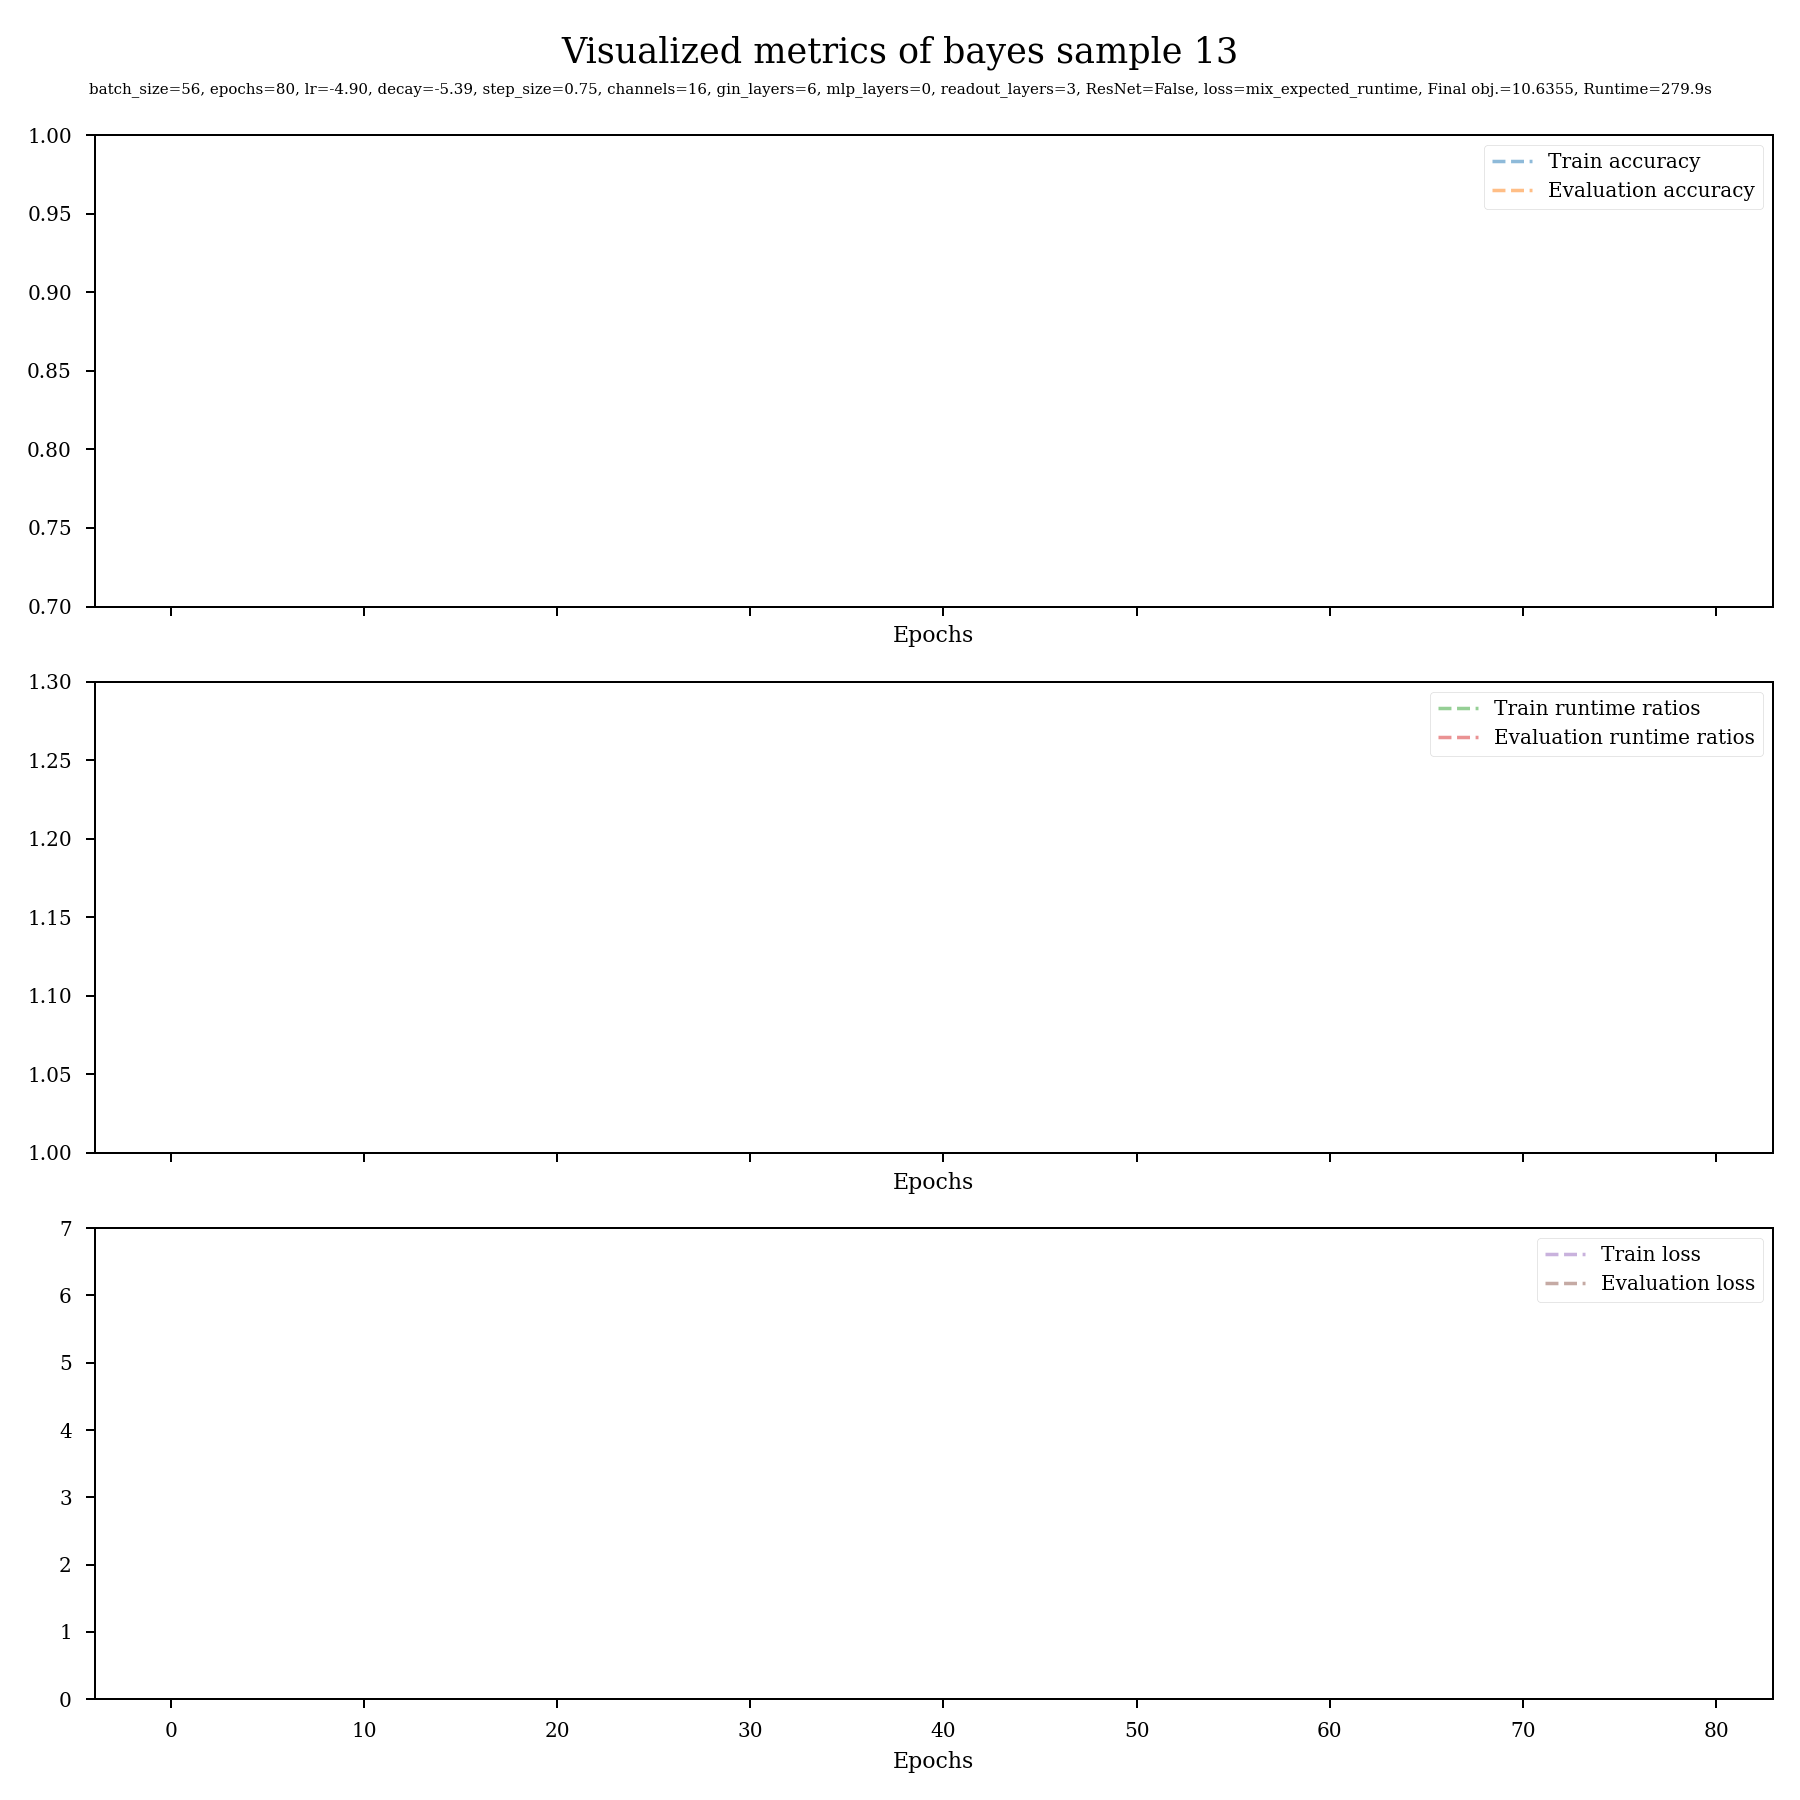 Visualized metrics of bayes sample 13
batch_size=56, epochs=80, lr=-4.90, decay=-5.39, step_size=0.75, channels=16, gin_layers=6, mlp_layers=0, readout_layers=3, ResNet=False, loss=mix_expected_runtime, Final obj.=10.6355, Runtime=279.9s
1.00
Train accuracy
Evaluation accuracy
0.95
0.90
0.85
0.80
0.75
0.70
Epochs
1.30
Train runtime ratios
Evaluation runtime ratios
1.25
1.20
1.15
1.10
1.05
1.00
Epochs
7
Train loss
Evaluation loss
6
5
4
3
2
1
0
0 10 20 30 40 50 60 70 80
Epochs